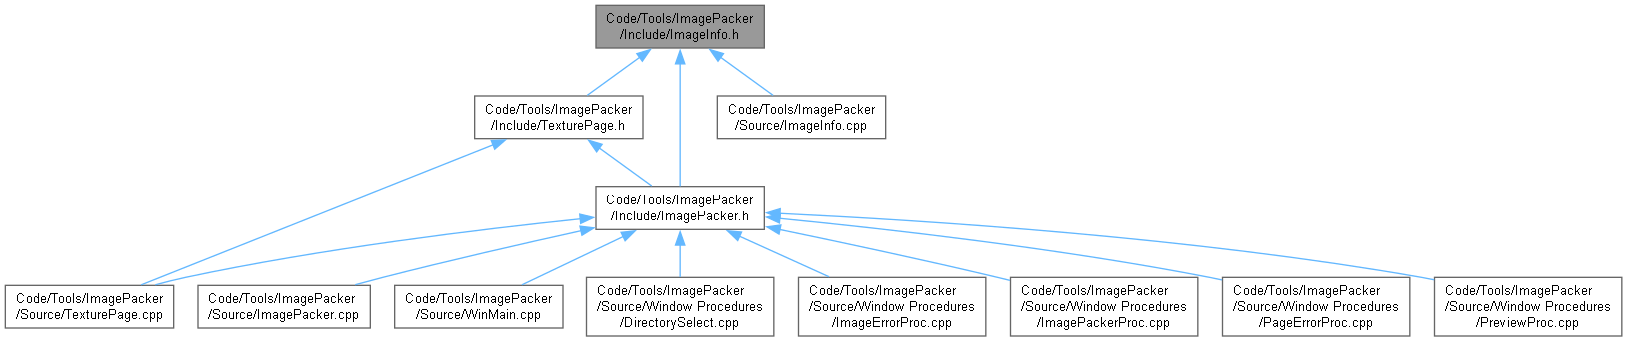 Code/Tools/ImagePacker
/Include/ImageInfo.h
Code/Tools/ImagePacker
/Include/TexturePage.h
Code/Tools/ImagePacker
/Source/ImageInfo.cpp
Code/Tools/ImagePacker
/Include/ImagePacker.h
Code/Tools/ImagePacker
/Source/TexturePage.cpp
Code/Tools/ImagePacker
/Source/ImagePacker.cpp
Code/Tools/ImagePacker
/Source/WinMain.cpp
Code/Tools/ImagePacker
/Source/Window Procedures
/DirectorySelect.cpp
Code/Tools/ImagePacker
/Source/Window Procedures
/ImageErrorProc.cpp
Code/Tools/ImagePacker
/Source/Window Procedures
/ImagePackerProc.cpp
Code/Tools/ImagePacker
/Source/Window Procedures
/PageErrorProc.cpp
Code/Tools/ImagePacker
/Source/Window Procedures
/PreviewProc.cpp